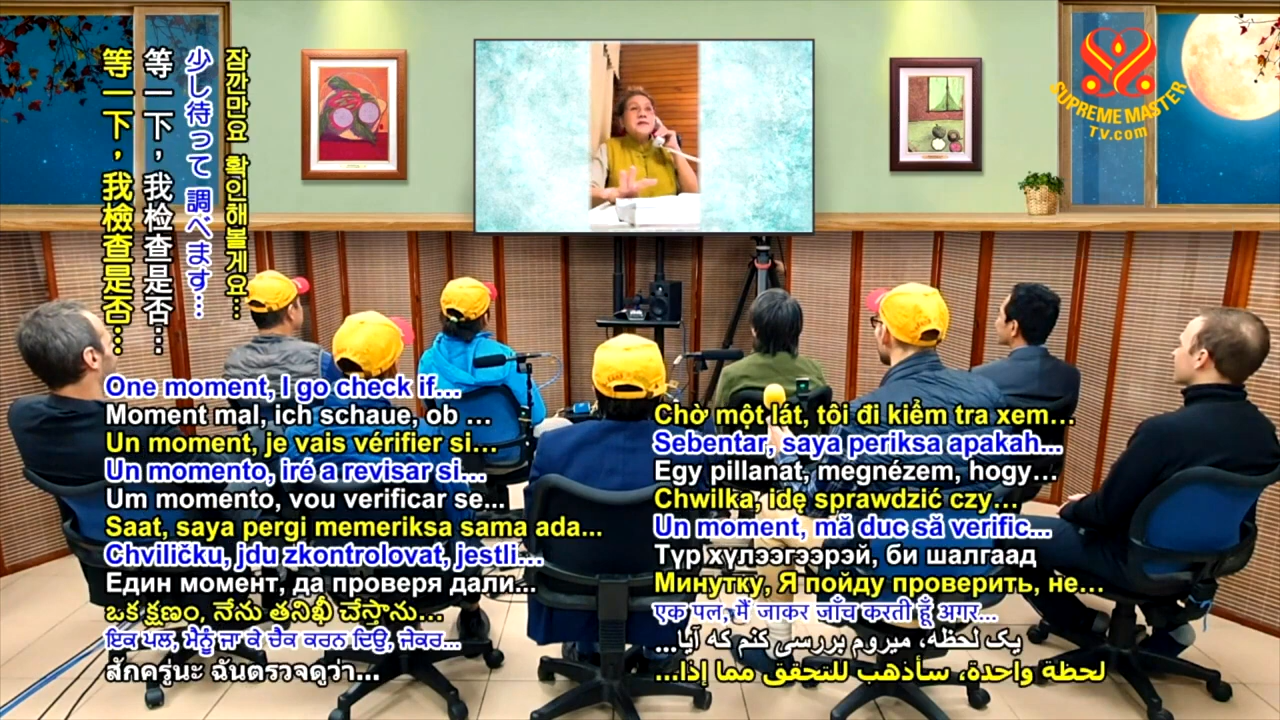 等一下，我檢查是否…
等一下，我检查是否…
少し待って 調べます…
잠깐만요 확인해볼게요…
SUPREME MASTER
TV.com
One moment, I go check if...
Moment mal, ich schaue, ob …
Un moment, je vais vérifier si…
Un momento, iré a revisar si...
Um momento, vou verificar se...
Saat, saya pergi memeriksa sama ada...
Chviličku, jdu zkontrolovat, jestli...
Един момент, да проверя дали...
ఒక క్షణం, నేను తనిఖీ చేస్తాను...
ਇਕ ਪਲ, ਮੈਨੂੰ ਜਾ ਕੇ ਚੈਕ ਕਰਨ ਦਿਉ, ਜੇਕਰ...
สักครู่นะ ฉันตรวจดูว่า...
Chờ một lát, tôi đi kiểm tra xem…
Sebentar, saya periksa apakah...
Egy pillanat, megnézem, hogy…
Chwilka, idę sprawdzić czy…
Un moment, mă duc să verific...
Түр хүлээгээрэй, би шалгаад
Минутку, Я пойду проверить, не…
एक पल, मैं जाकर जाँच करती हूँ अगर...
یک لحظه، میروم بررسی کنم که آیا...
لحظة واحدة، سأذهب للتحقق مما إذا...